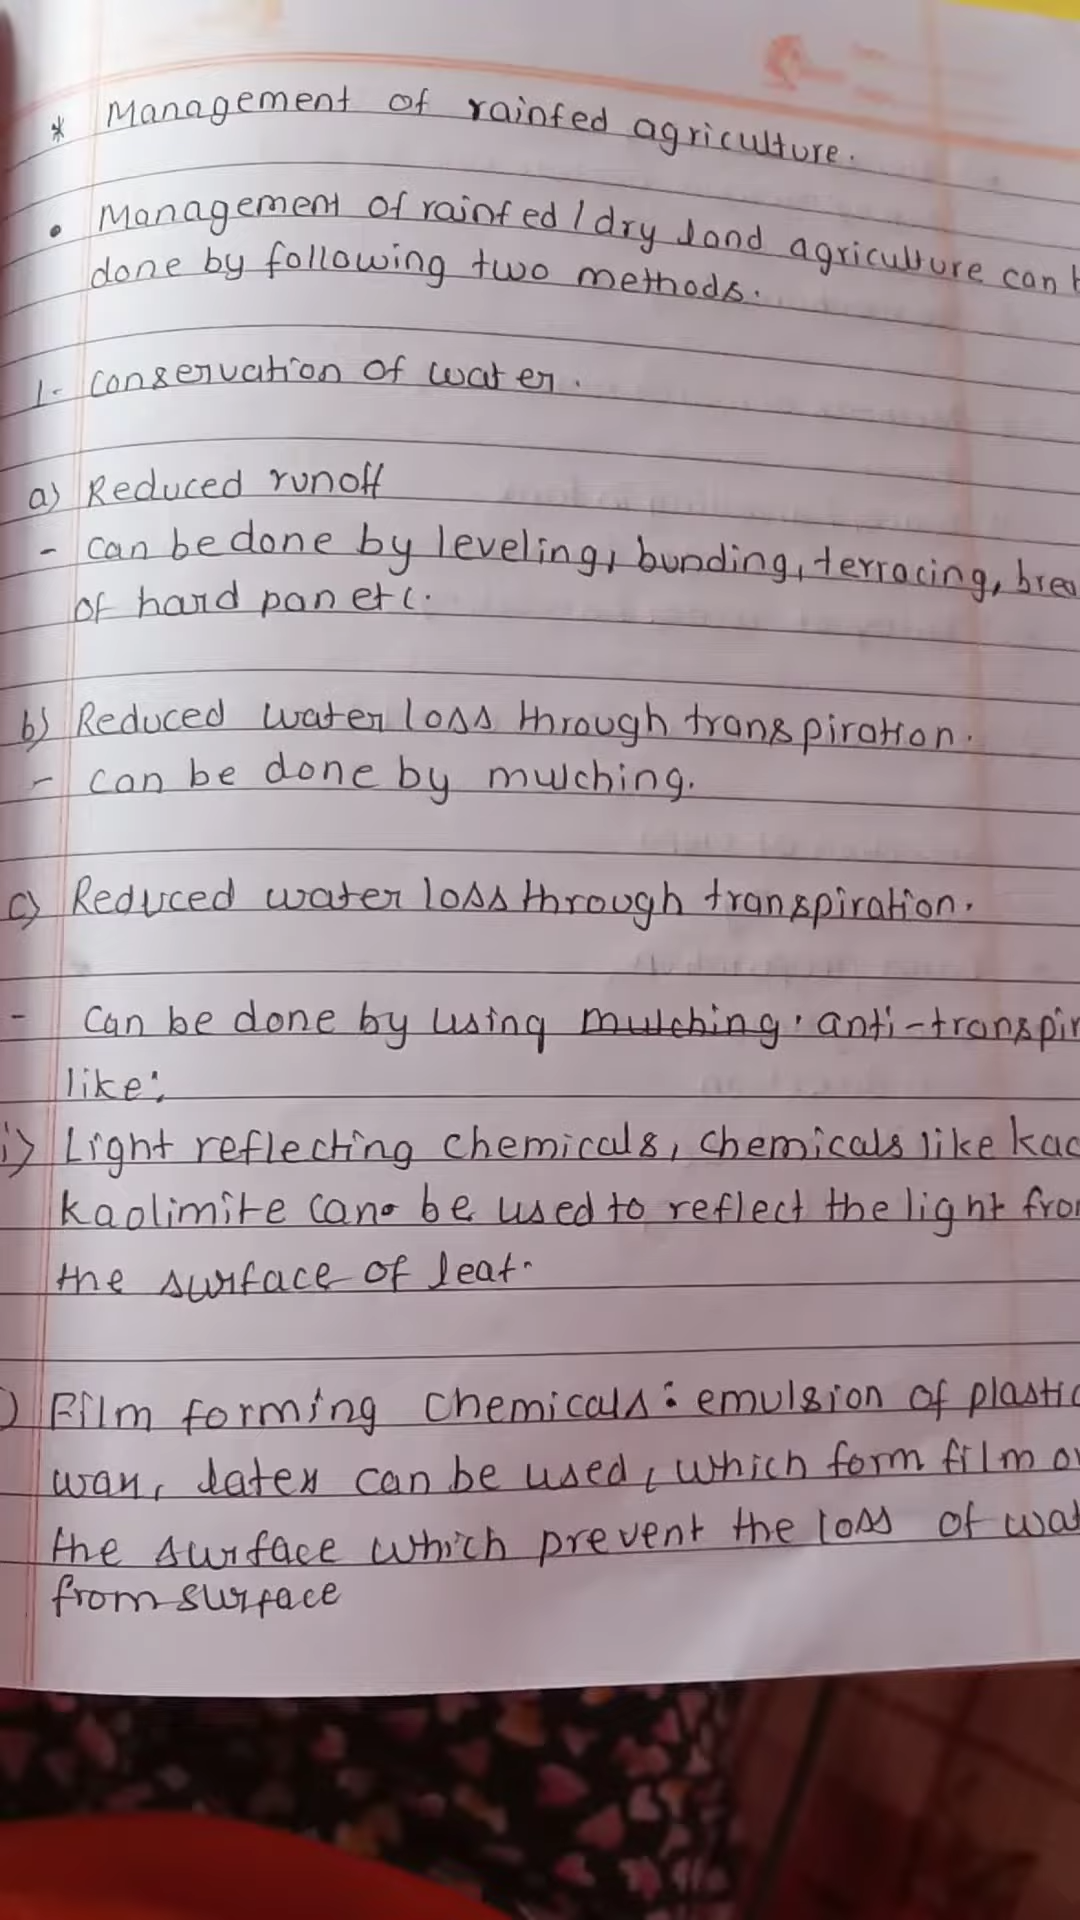 * Management of rainfed agriculture.
• Management of rainfed / dry land agriculture can
done by following two methods.
1. Conservation of water.
a) Reduced runoff
- can be done by leveling, bunding, terracing, brea
of hard pan etc.
b) Reduced water loss through transpiration.
- can be done by mulching.
c) Reduced water loss through transpiration.
- Can be done by using mulching. anti-transpir
like:
i) Light reflecting chemicals, chemicals like kao
kaolimite can be used to reflect the light from
the surface of leaf.
) Film forming chemicals: emulsion of plastic
wax, latex can be used, which form film
the surface which prevent the loss of wat
from surface